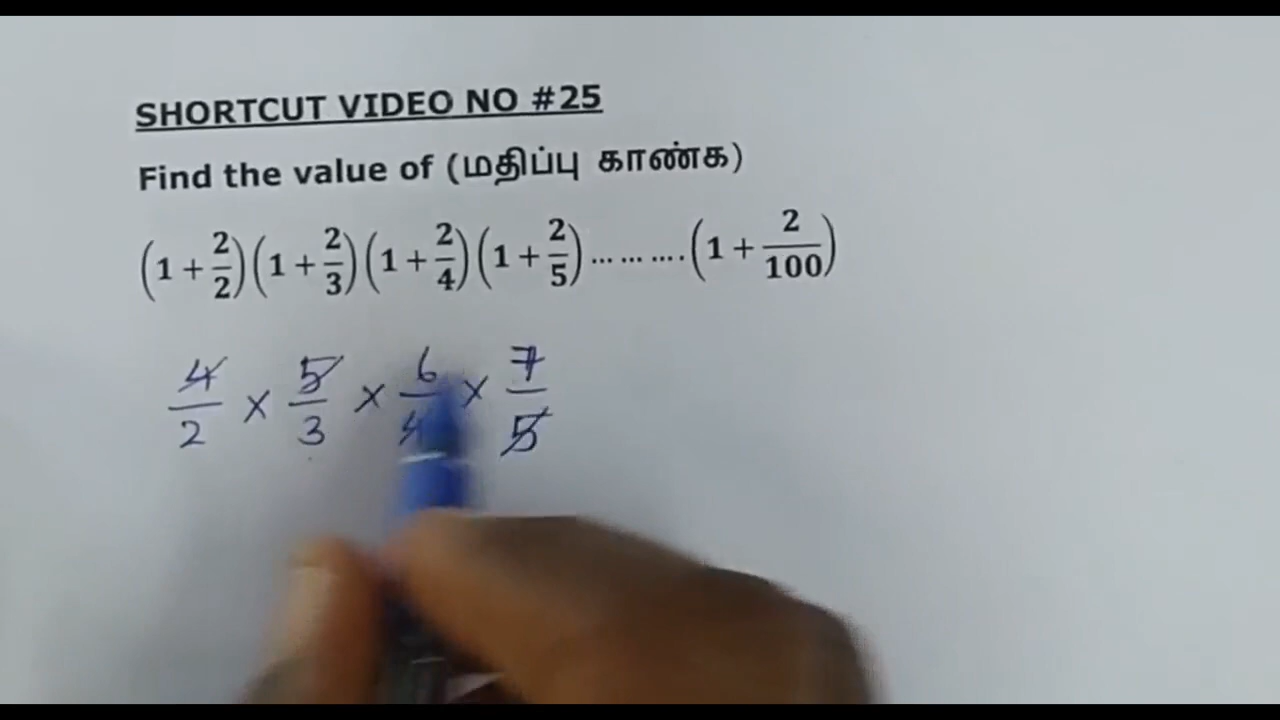 SHORTCUT VIDEO NO #25
Find the value of (மதிப்பு காண்க)
(1 + 2/2)(1 + 2/3)(1 + 2/4)(1 + 2/5) ... ... ... . (1 + 2/100)
4/2 × 5/3 × 6/4 × 7/5